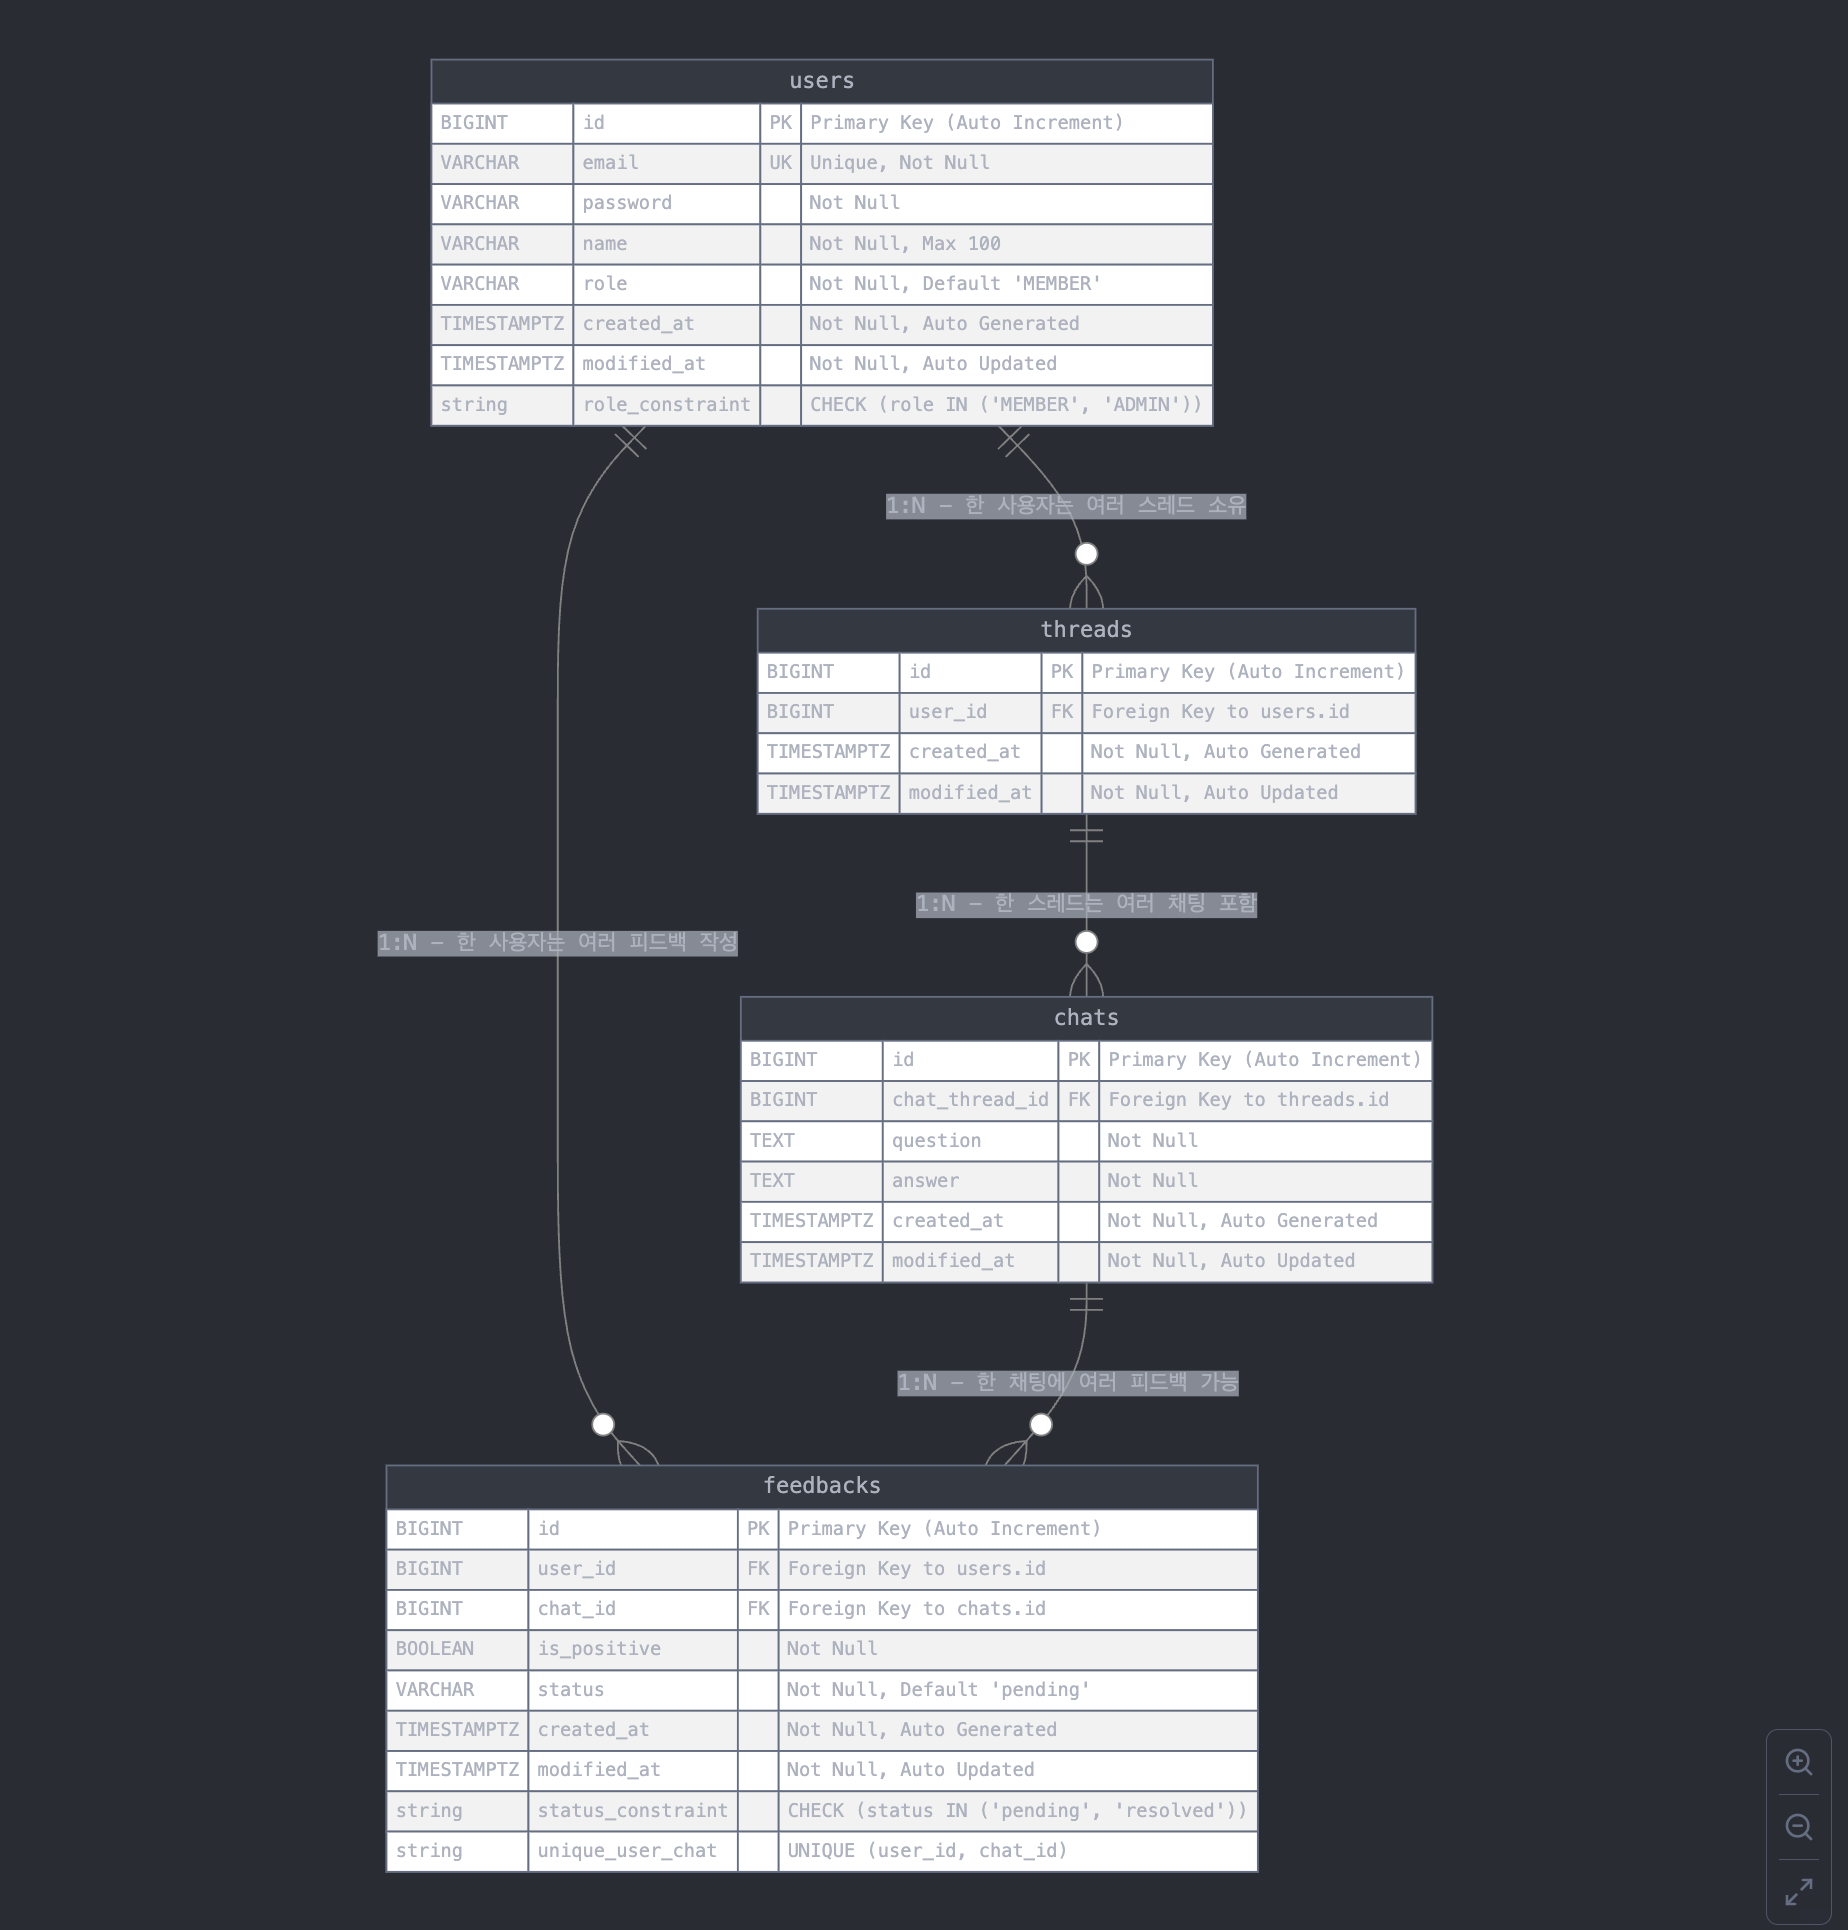 users
BIGINT id PK Primary Key (Auto Increment)
VARCHAR email UK Unique, Not Null
VARCHAR password Not Null
VARCHAR name Not Null, Max 100
VARCHAR role Not Null, Default 'MEMBER'
TIMESTAMPTZ created_at Not Null, Auto Generated
TIMESTAMPTZ modified_at Not Null, Auto Updated
string role_constraint CHECK (role IN ('MEMBER', 'ADMIN'))
1:N – 한 사용자는 여러 스레드 소유
threads
BIGINT id PK Primary Key (Auto Increment)
BIGINT user_id FK Foreign Key to users.id
TIMESTAMPTZ created_at Not Null, Auto Generated
TIMESTAMPTZ modified_at Not Null, Auto Updated
1:N – 한 스레드는 여러 채팅 포함
1:N – 한 사용자는 여러 피드백 작성
chats
BIGINT id PK Primary Key (Auto Increment)
BIGINT chat_thread_id FK Foreign Key to threads.id
TEXT question Not Null
TEXT answer Not Null
TIMESTAMPTZ created_at Not Null, Auto Generated
TIMESTAMPTZ modified_at Not Null, Auto Updated
1:N – 한 채팅에 여러 피드백 가능
feedbacks
BIGINT id PK Primary Key (Auto Increment)
BIGINT user_id FK Foreign Key to users.id
BIGINT chat_id FK Foreign Key to chats.id
BOOLEAN is_positive Not Null
VARCHAR status Not Null, Default 'pending'
TIMESTAMPTZ created_at Not Null, Auto Generated
TIMESTAMPTZ modified_at Not Null, Auto Updated
string status_constraint CHECK (status IN ('pending', 'resolved'))
string unique_user_chat UNIQUE (user_id, chat_id)